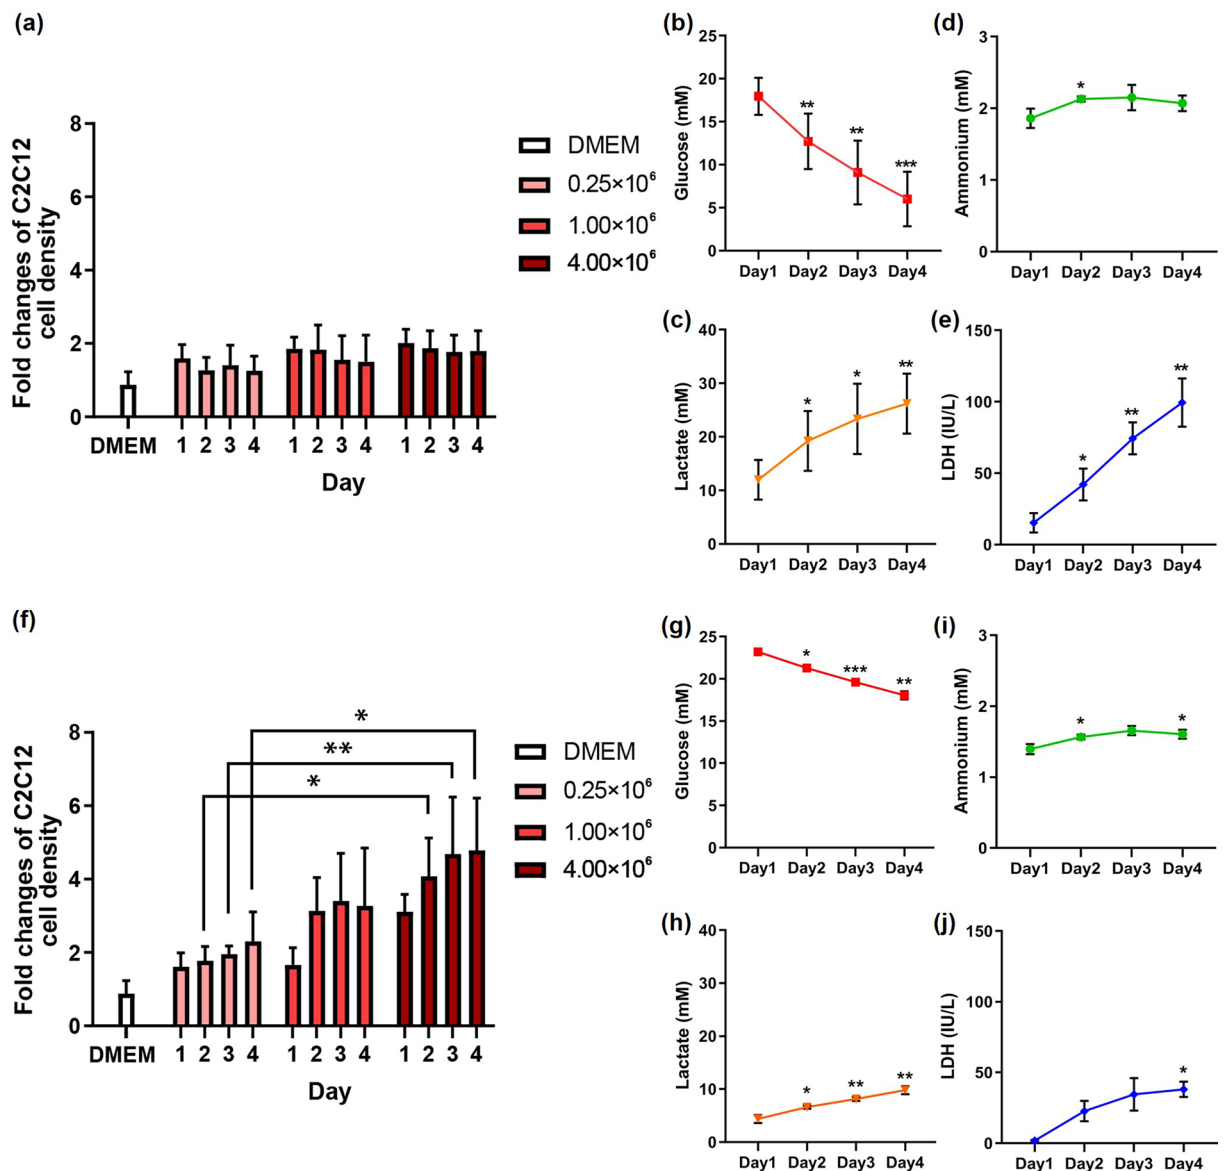 (a)
Fold changes of C2C12
cell density
8
6
4
2
0
DMEM 1 2 3 4 1 2 3 4 1 2 3 4
Day
DMEM
0.25×10⁶
1.00×10⁶
4.00×10⁶
(b)
Glucose (mM)
25
20
15
10
5
0
** ** ***
Day1 Day2 Day3 Day4
(d)
Ammonium (mM)
3
2
1
0
*
Day1 Day2 Day3 Day4
(c)
Lactate (mM)
40
30
20
10
0
* * **
Day1 Day2 Day3 Day4
(e)
LDH (IU/L)
150
100
50
0
* ** **
Day1 Day2 Day3 Day4
(f)
Fold changes of C2C12
cell density
8
6
4
2
0
*
**
*
DMEM 1 2 3 4 1 2 3 4 1 2 3 4
Day
DMEM
0.25×10⁶
1.00×10⁶
4.00×10⁶
(g)
Glucose (mM)
25
20
15
10
5
0
* *** **
Day1 Day2 Day3 Day4
(i)
Ammonium (mM)
3
2
1
0
* *
Day1 Day2 Day3 Day4
(h)
Lactate (mM)
40
30
20
10
0
* ** **
Day1 Day2 Day3 Day4
(j)
LDH (IU/L)
150
100
50
0
*
Day1 Day2 Day3 Day4